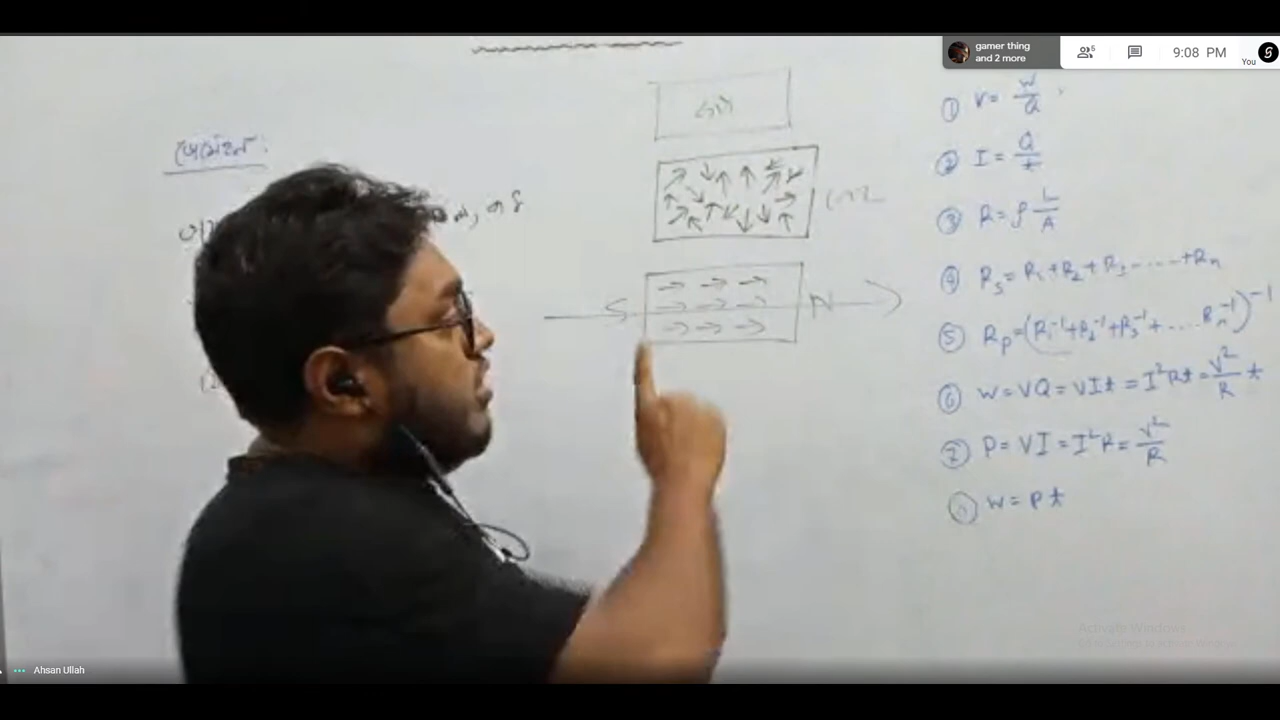 gamer thing
and 2 more
5
9:08 PM
You
ডোমেইন:
① V = W/Q
② I = Q/t
③ R = ρ L/A
④ Rs = R1 + R2 + R3 ..... + Rn
⑤ Rp = (R1⁻¹ + R2⁻¹ + R3⁻¹ + .... Rn⁻¹)⁻¹
⑥ W = VQ = VIt = I²Rt = V²/R t
⑦ P = VI = I²R = V²/R
W = Pt
S N
Activate Windows
Ahsan Ullah